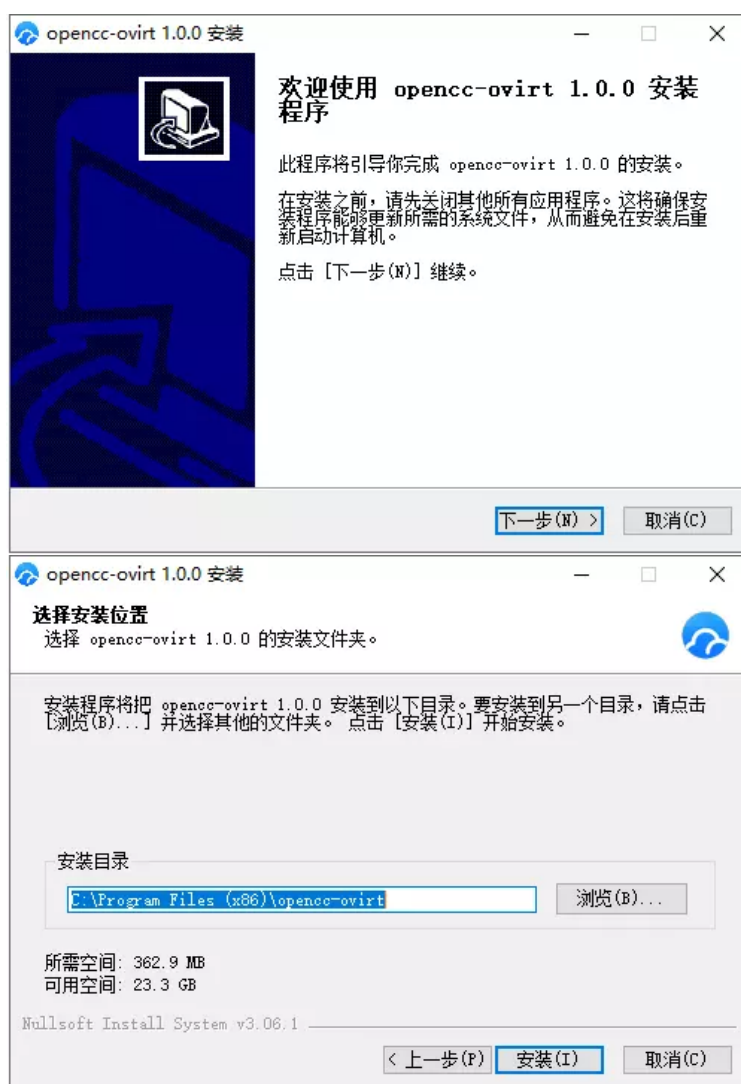 opencc-ovirt 1.0.0 安装
欢迎使用 opencc-ovirt 1.0.0 安装
程序
此程序将引导你完成 opencc-ovirt 1.0.0 的安装。
在安装之前，请先关闭其他所有应用程序。这将确保安
装程序能够更新所需的系统文件，从而避免在安装后重
新启动计算机。
点击 [下一步(N)] 继续。
下一步(N) >
取消(C)
opencc-ovirt 1.0.0 安装
选择安装位置
选择 opencc-ovirt 1.0.0 的安装文件夹。
安装程序将把 opencc-ovirt 1.0.0 安装到以下目录。要安装到另一个目录，请点击
[浏览(B)...] 并选择其他的文件夹。 点击 [安装(I)] 开始安装。
安装目录
C:\Program Files (x86)\opencc-ovirt
浏览(B)...
所需空间: 362.9 MB
可用空间: 23.3 GB
Nullsoft Install System v3.06.1
< 上一步(P)
安装(I)
取消(C)